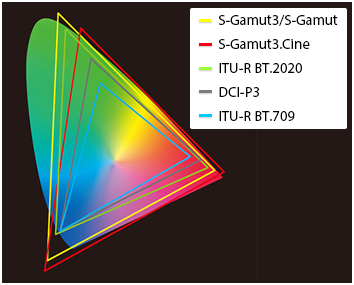 S-Gamut3/S-Gamut
S-Gamut3.Cine
ITU-R BT.2020
DCI-P3
ITU-R BT.709